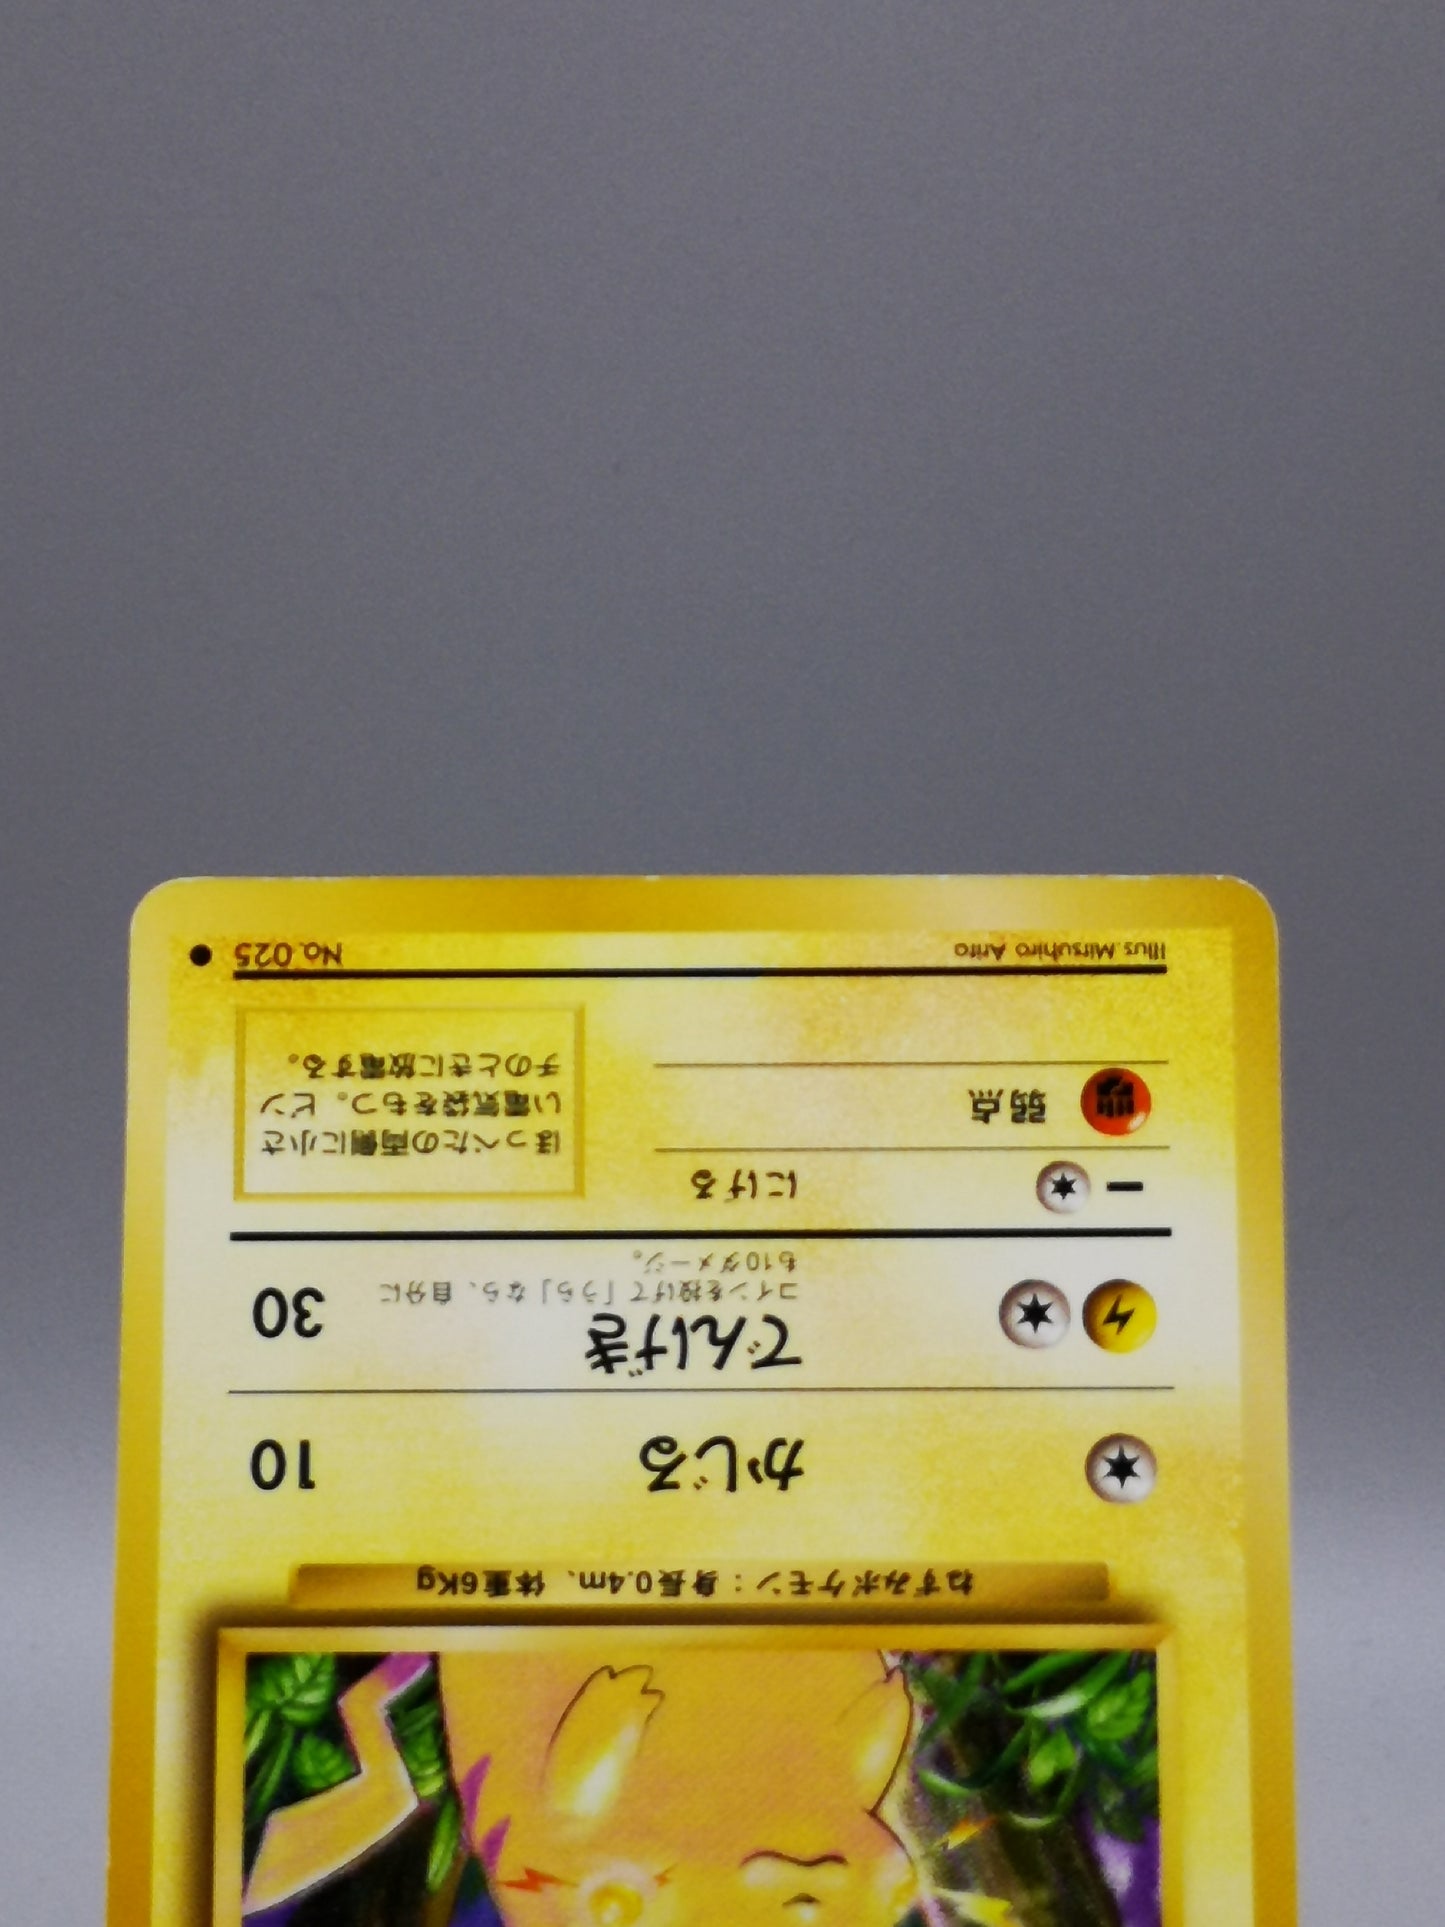 ねずみポケモン：身長0.4m、体重6Kg
かじる 10
でんげき 30
コインを投げて「うら」なら、自分に
も10ダメージ。
にげる
弱点
ほっぺたの両側に小さ
い電気袋をもつ。ピン
チのときに放電する。
Illus. Mitsuhiro Arita
No. 025 ●